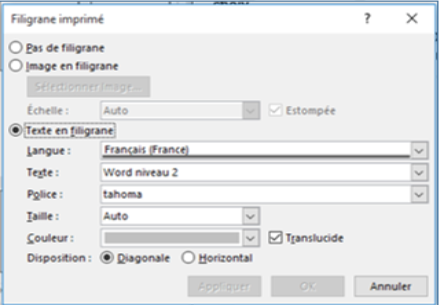 Filigrane imprimé ? ×
Pas de filigrane
Image en filigrane
Sélectionner image...
Échelle : Auto Estompée
Texte en filigrane
Langue : Français (France)
Texte : Word niveau 2
Police : tahoma
Taille : Auto
Couleur : Translucide
Disposition : Diagonale Horizontal
Appliquer OK Annuler